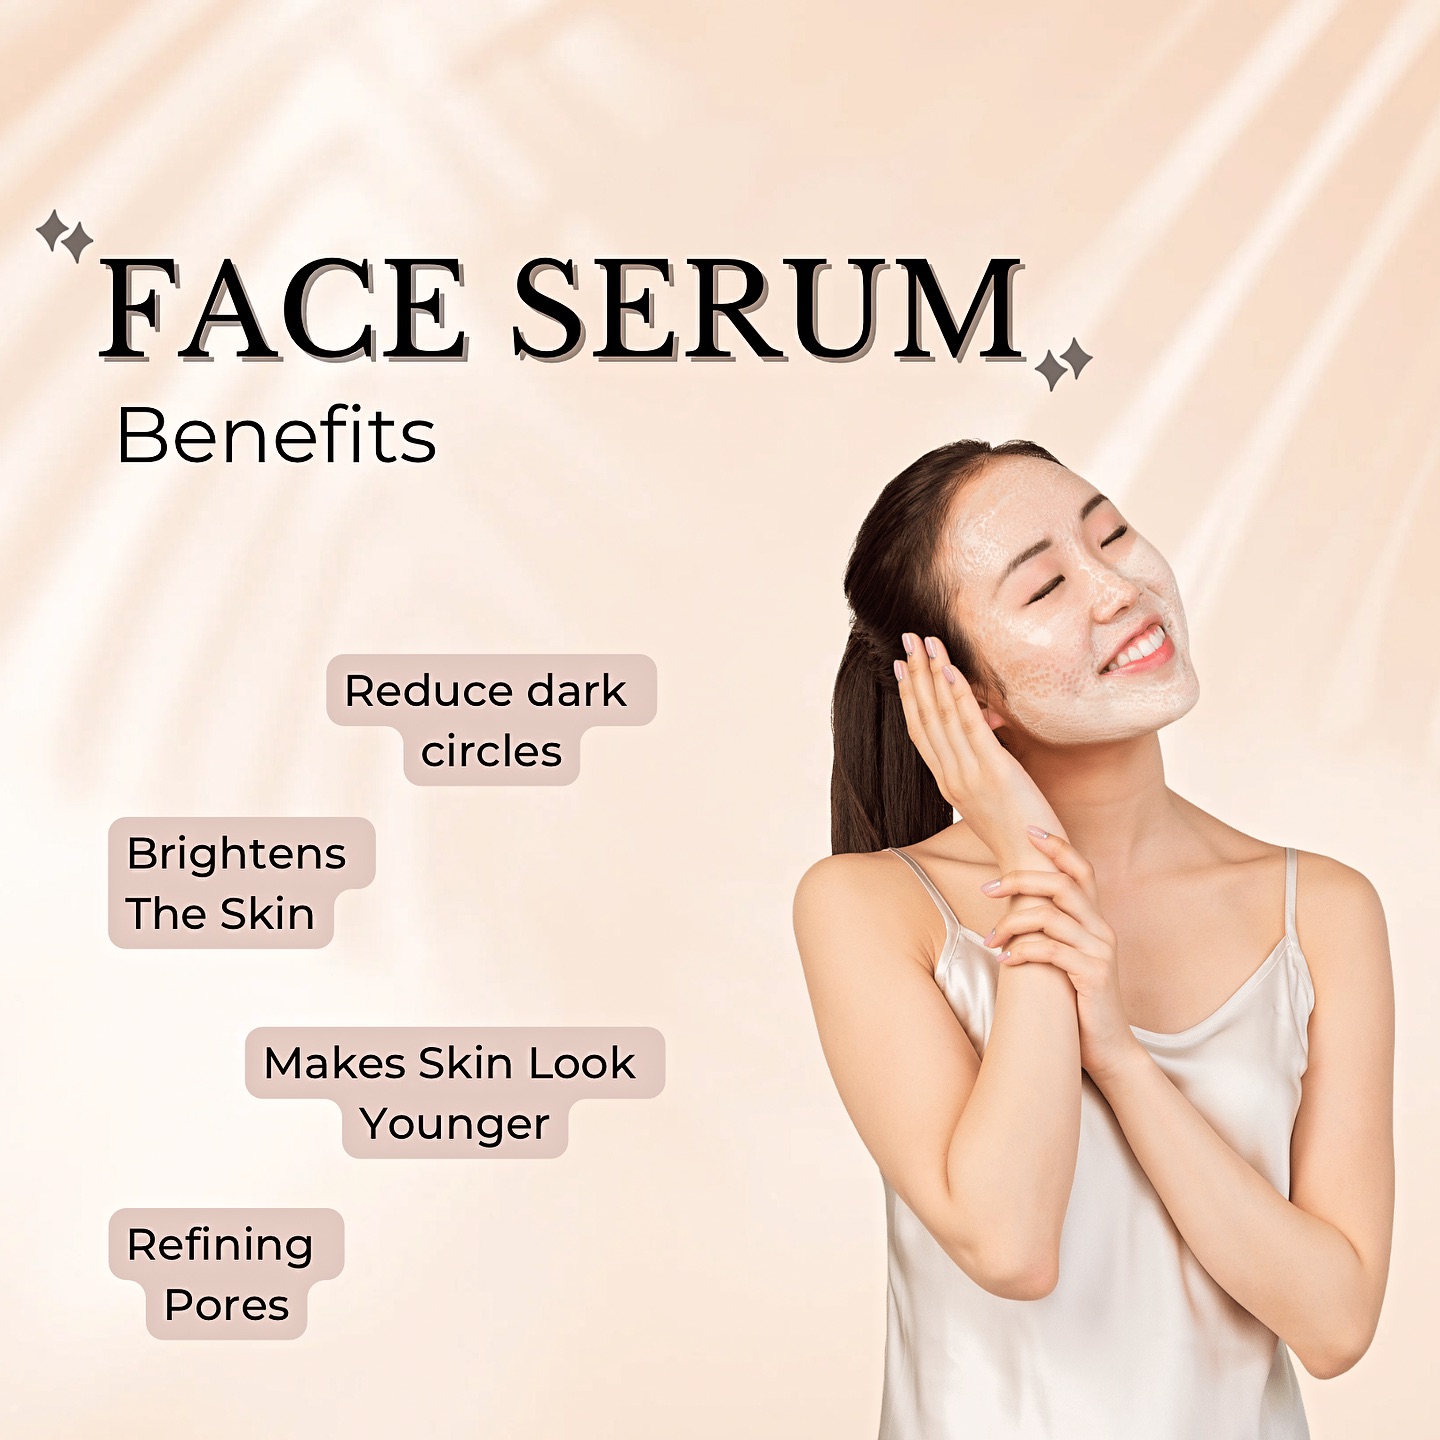 FACE SERUM
Benefits
Reduce dark
circles
Brightens
The Skin
Makes Skin Look
Younger
Refining
Pores